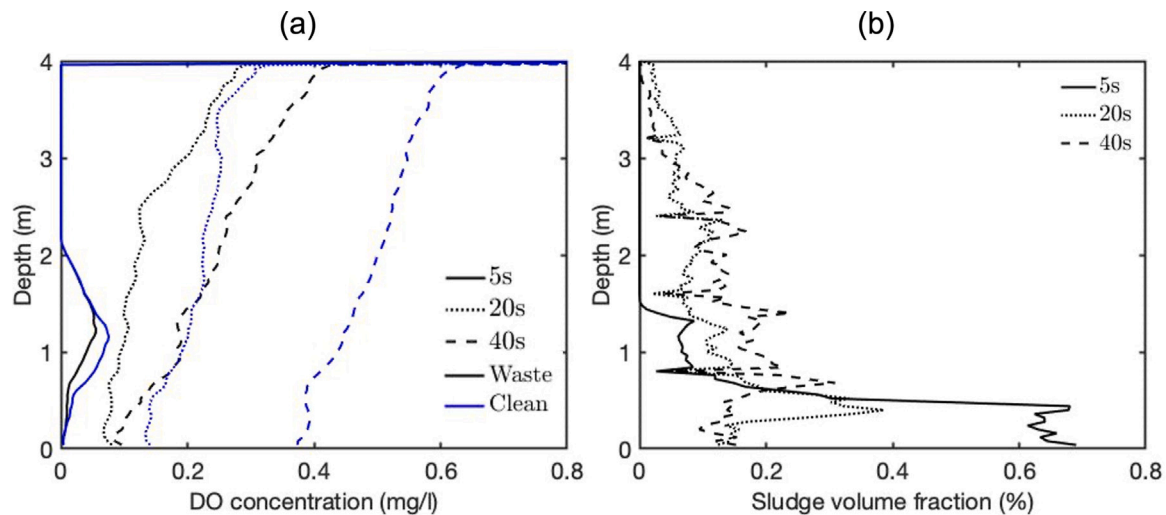 (a)
(b)
4
3
2
1
0
Depth (m)
0
0.2
0.4
0.6
0.8
DO concentration (mg/l)
5s
20s
40s
Waste
Clean
4
3
2
1
0
Depth (m)
0
0.2
0.4
0.6
0.8
Sludge volume fraction (%)
5s
20s
40s